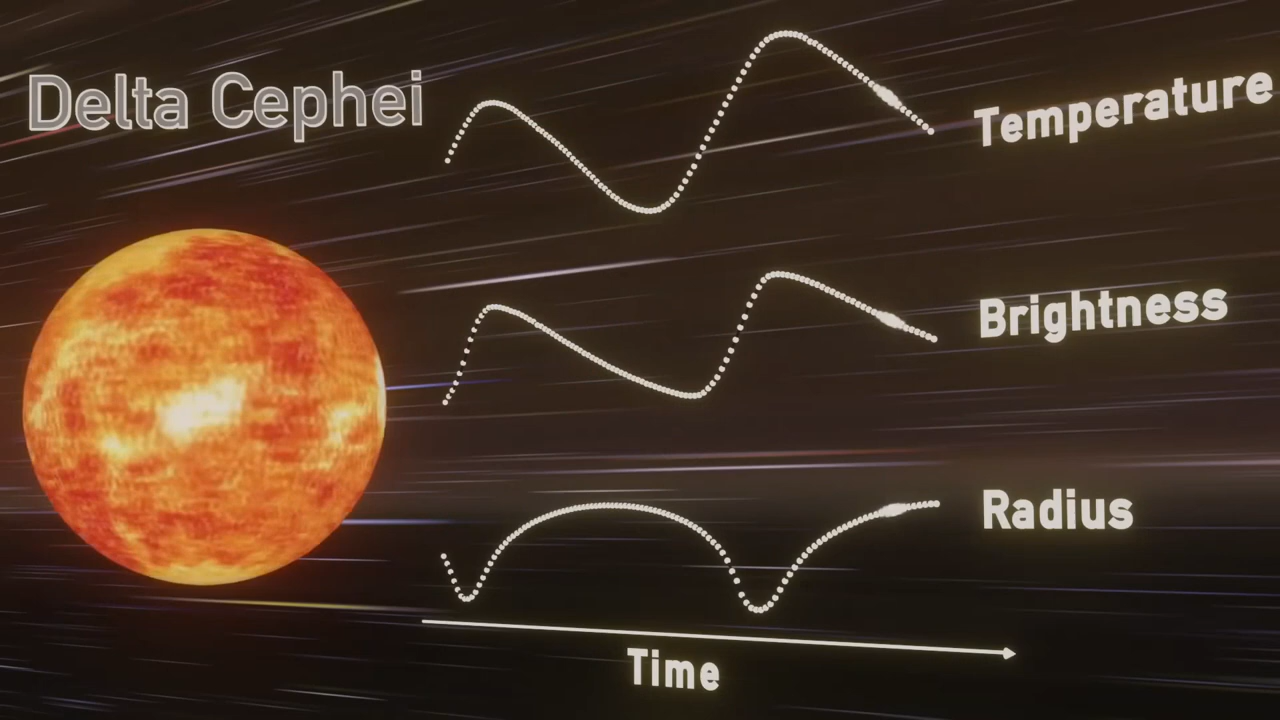 Delta Cephei
Temperature
Brightness
Radius
Time